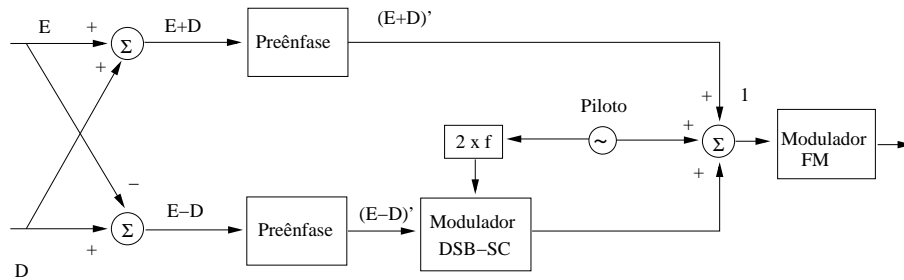 E
+
Σ
E+D
Preênfase
(E+D)’
+
+
1
Piloto
2 x f
~
+
Σ
Modulador
FM
−
+
Σ
E−D
Preênfase
(E−D)’
Modulador
DSB−SC
+
D